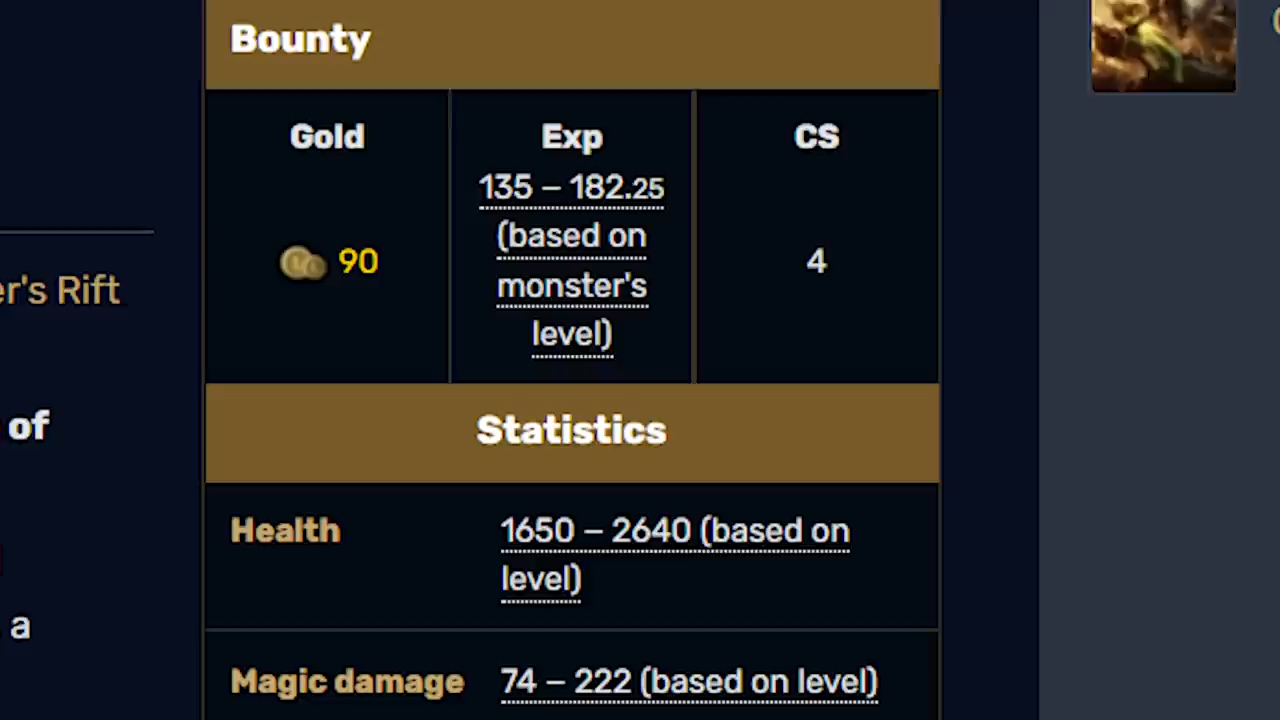 Bounty
Gold
Exp
CS
135 – 182.25
(based on
monster's
level)
90
4
er's Rift
Statistics
of
Health
1650 – 2640 (based on
level)
a
Magic damage
74 – 222 (based on level)